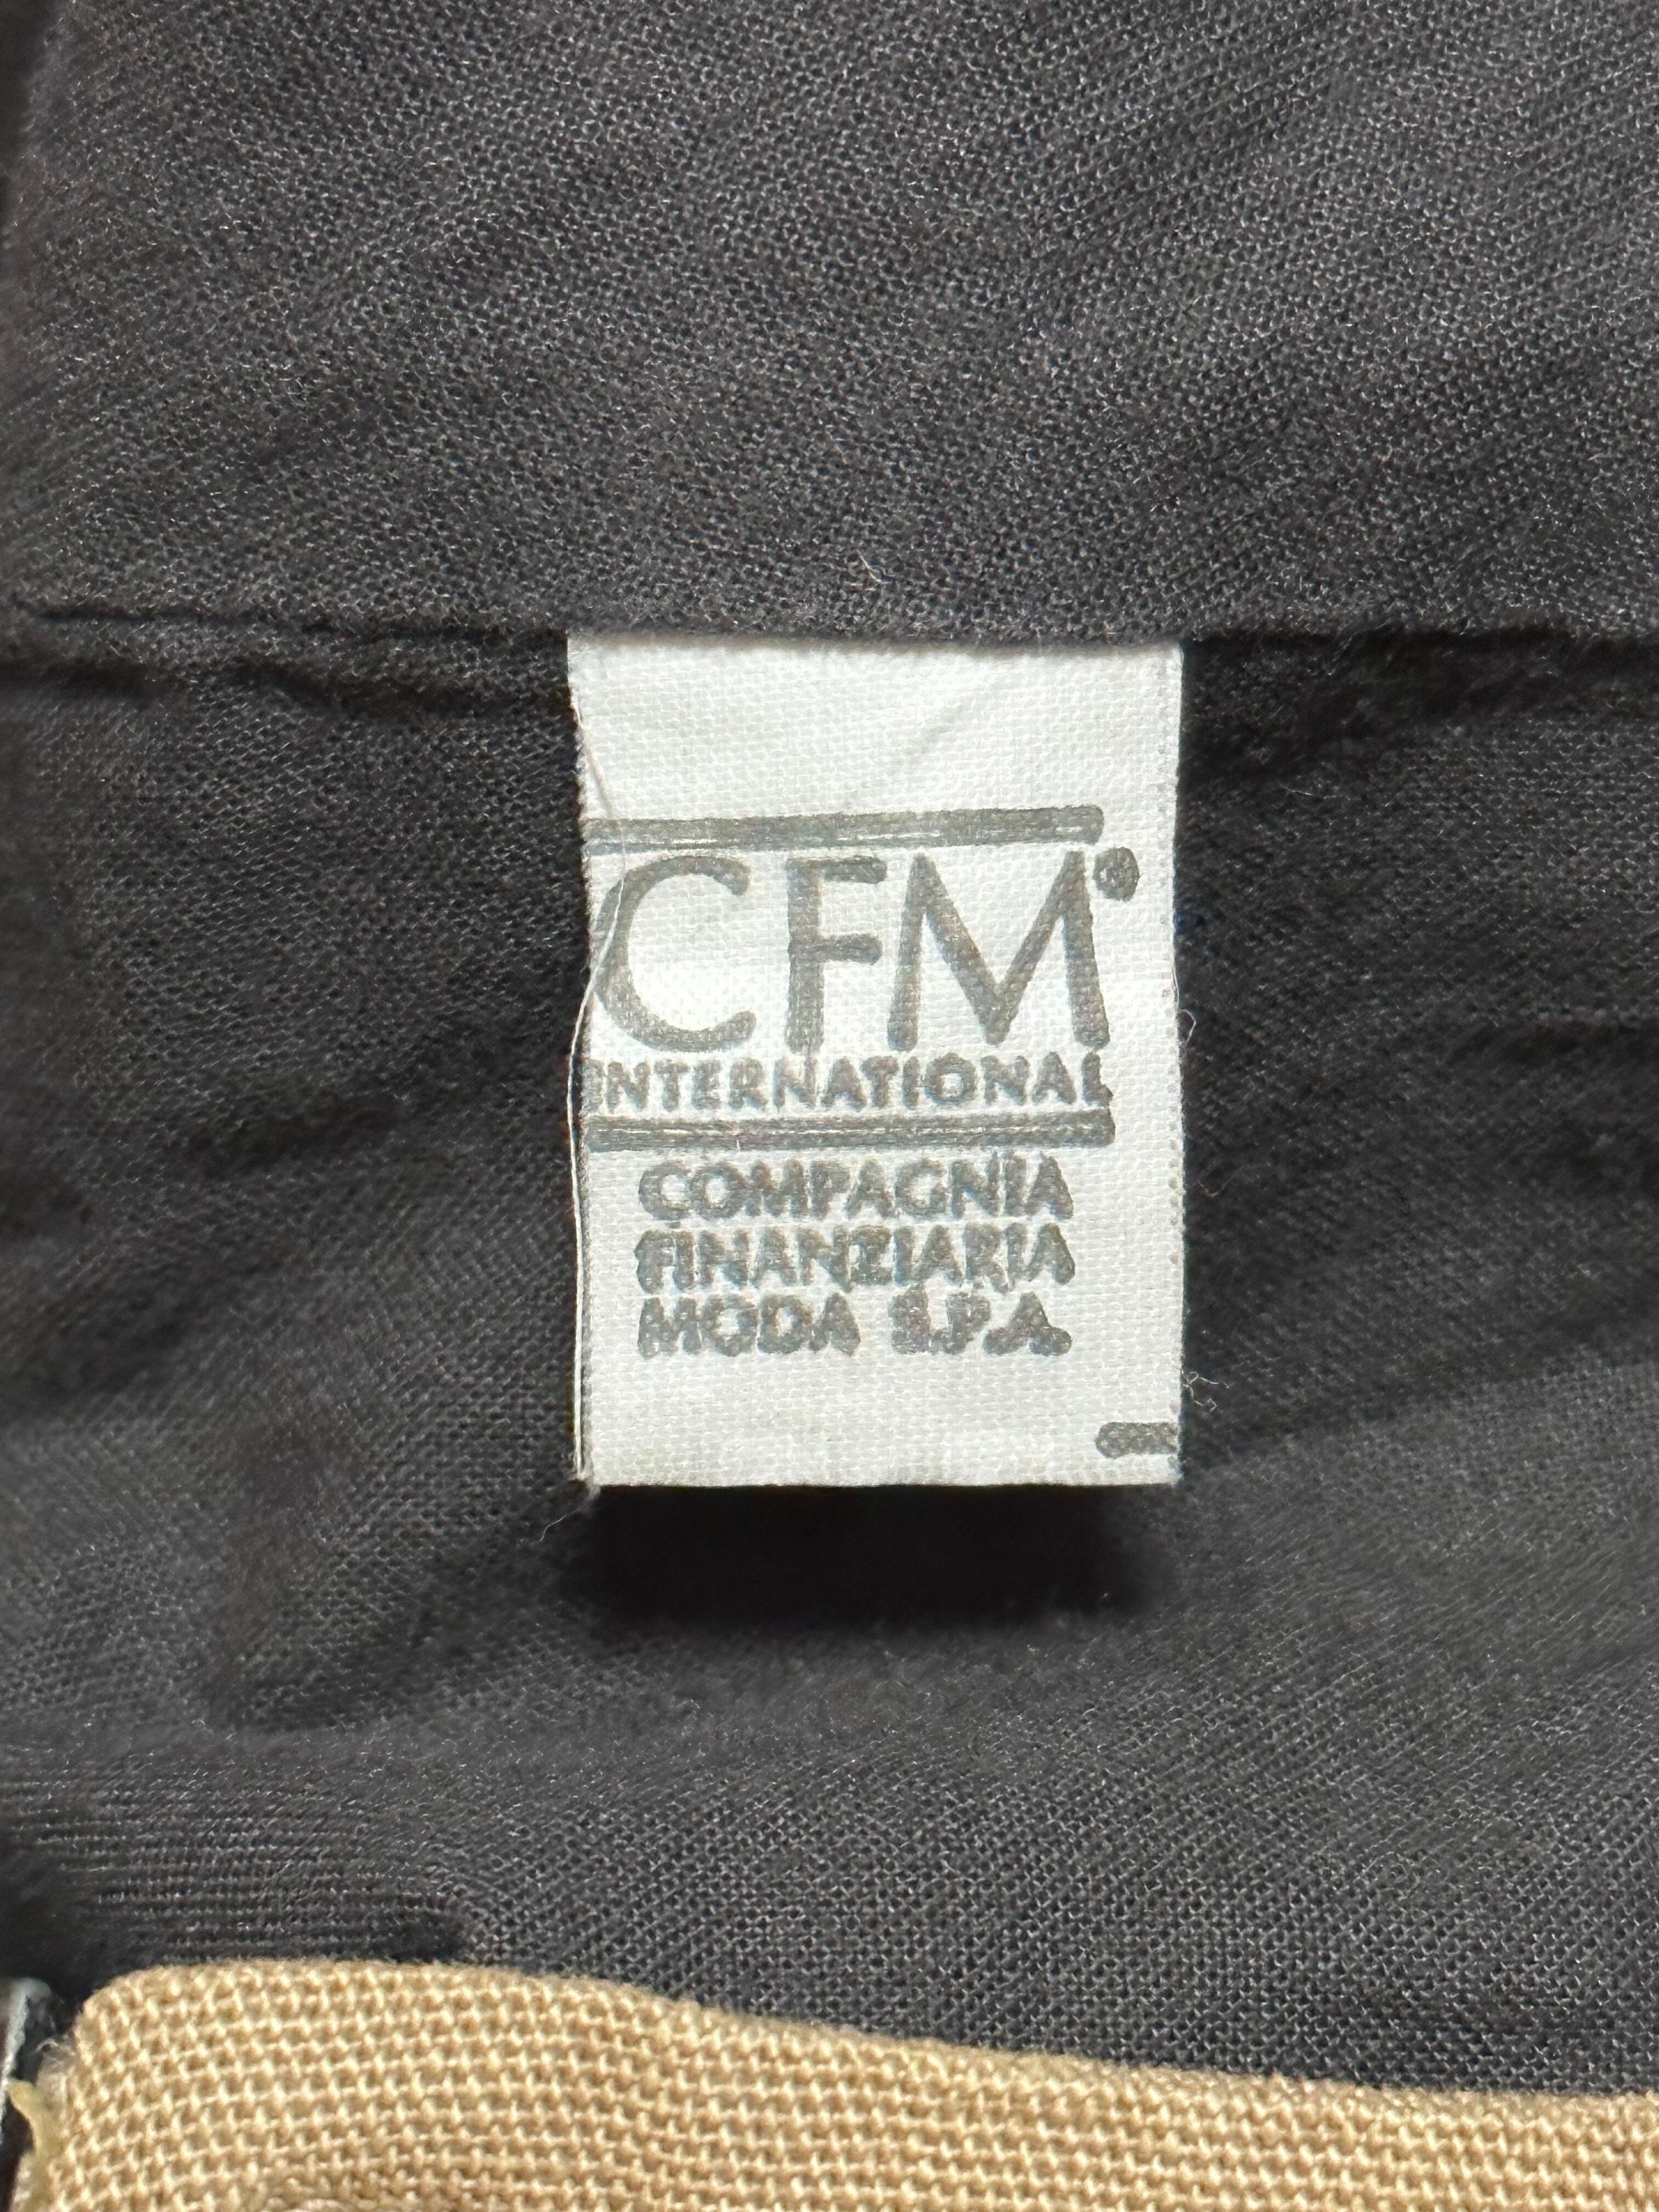 CFM
INTERNATIONAL
COMPAGNIA
FINANZIARIA
MODA S.P.A.